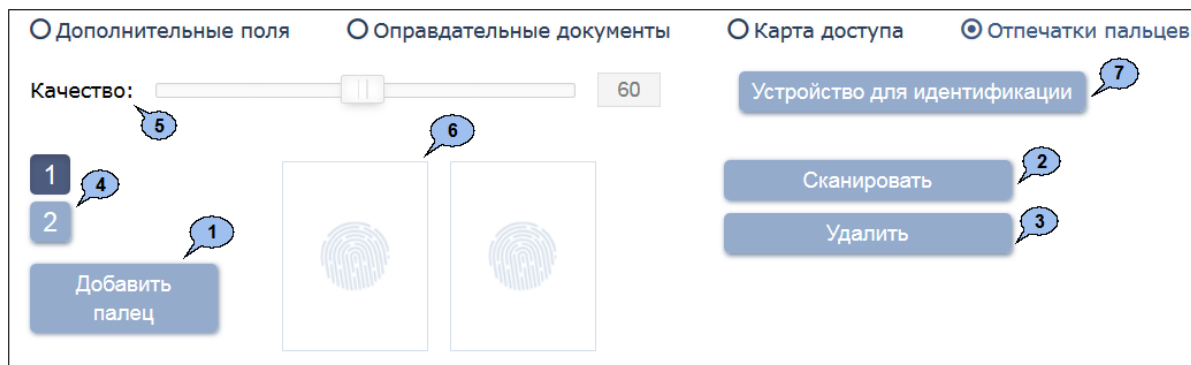 Дополнительные поля Оправдательные документы Карта доступа Отпечатки пальцев
Качество: 60 Устройство для идентификации 7
5 6
1 4 Сканировать 2
2 1 Удалить 3
Добавить
палец